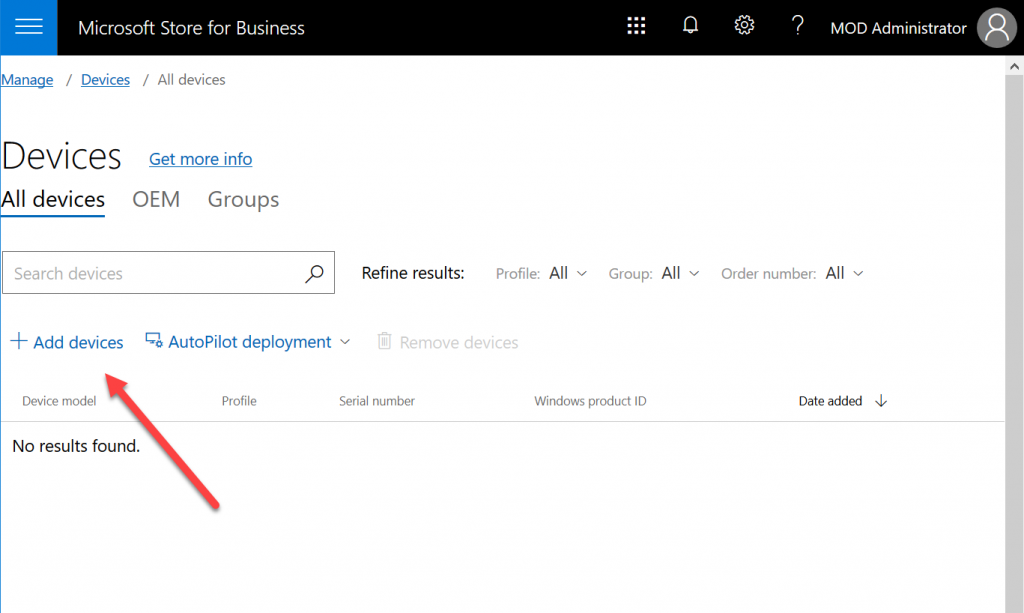 Microsoft Store for Business ? MOD Administrator
Manage / Devices / All devices
Devices Get more info
All devices OEM Groups
Search devices Refine results: Profile: All Group: All Order number: All
+ Add devices AutoPilot deployment Remove devices
Device model Profile Serial number Windows product ID Date added ↓
No results found.